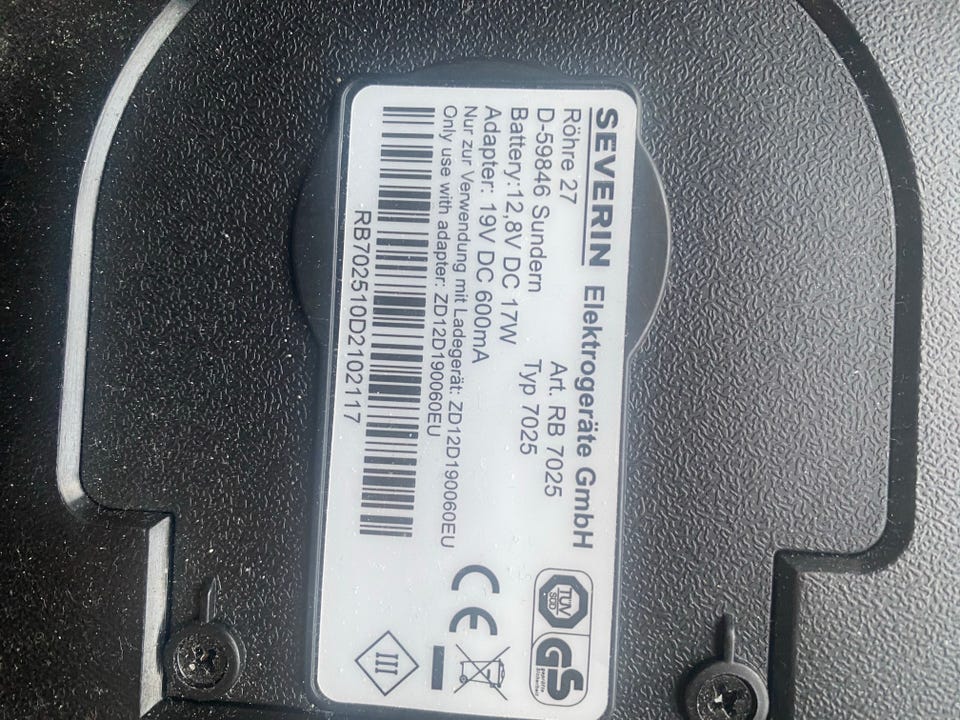 SEVERIN Elektrogeräte GmbH
Röhre 27
Art. RB 7025
D-59846 Sundern
Typ 7025
Battery:12,8V DC 17W
Adapter: 19V DC 600mA
Nur zur Verwendung mit Ladegerät: ZD12D190060EU
Only use with adapter: ZD12D190060EU
RB702510D2102117
TÜV
SÜD
GS
geprüfte
Sicherheit
CE
III